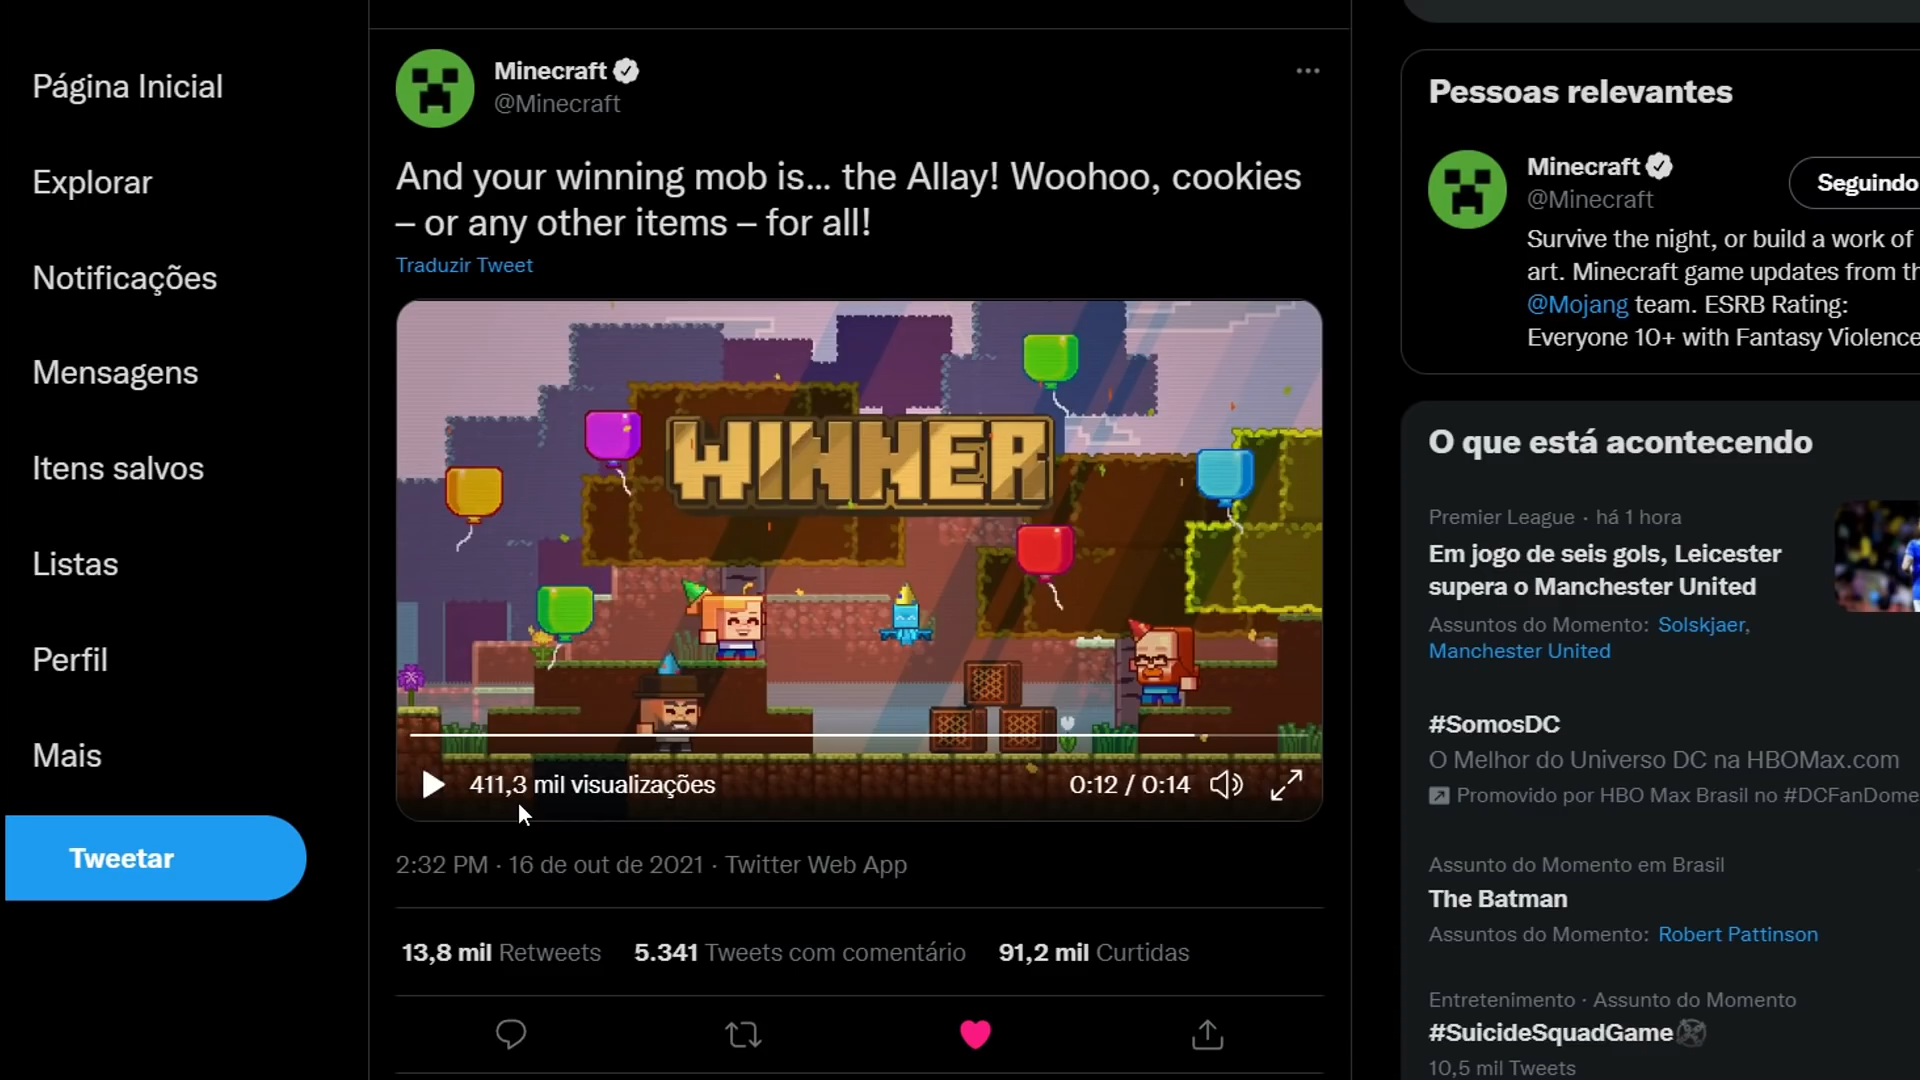 Página Inicial
Explorar
Notificações
Mensagens
Itens salvos
Listas
Perfil
Mais
Tweetar
Minecraft
@Minecraft
And your winning mob is... the Allay! Woohoo, cookies
– or any other items – for all!
Traduzir Tweet
WINNER
411,3 mil visualizações
0:12 / 0:14
2:32 PM · 16 de out de 2021 · Twitter Web App
13,8 mil Retweets 5.341 Tweets com comentário 91,2 mil Curtidas
Pessoas relevantes
Minecraft
@Minecraft
Seguindo
Survive the night, or build a work of
art. Minecraft game updates from
@Mojang team. ESRB Rating:
Everyone 10+ with Fantasy Violence
O que está acontecendo
Premier League · há 1 hora
Em jogo de seis gols, Leicester
supera o Manchester United
Assuntos do Momento: Solskjaer,
Manchester United
#SomosDC
O Melhor do Universo DC na HBOMax.com
Promovido por HBO Max Brasil no #DCFanDome
Assunto do Momento em Brasil
The Batman
Assuntos do Momento: Robert Pattinson
Entretenimento · Assunto do Momento
#SuicideSquadGame
10,5 mil Tweets